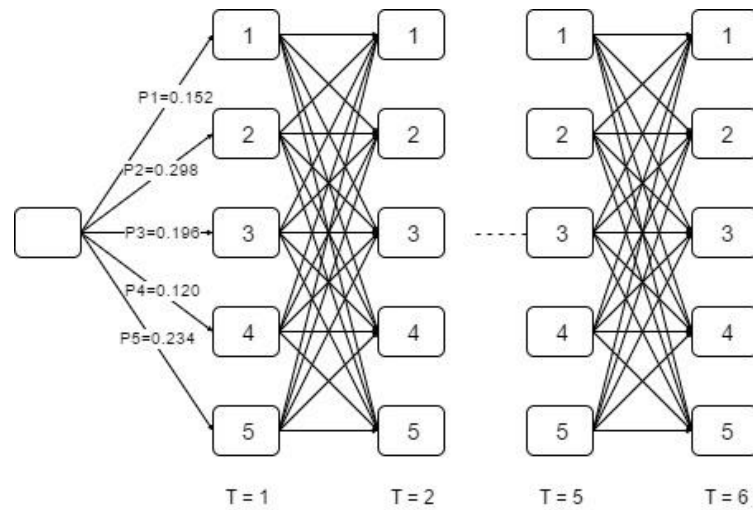 1 1 1 1
P1=0.152
2 2 2 2
P2=0.298
P3=0.196 3 3 3 3
P4=0.120
4 4 4 4
P5=0.234
5 5 5 5
T = 1 T = 2 T = 5 T = 6